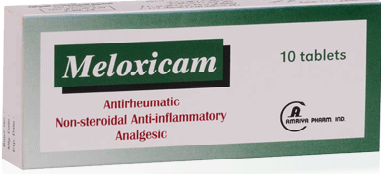 Meloxicam
10 tablets
Antirheumatic
Non-steroidal Anti-inflammatory
Analgesic
A
AMRIYA PHARM. IND.